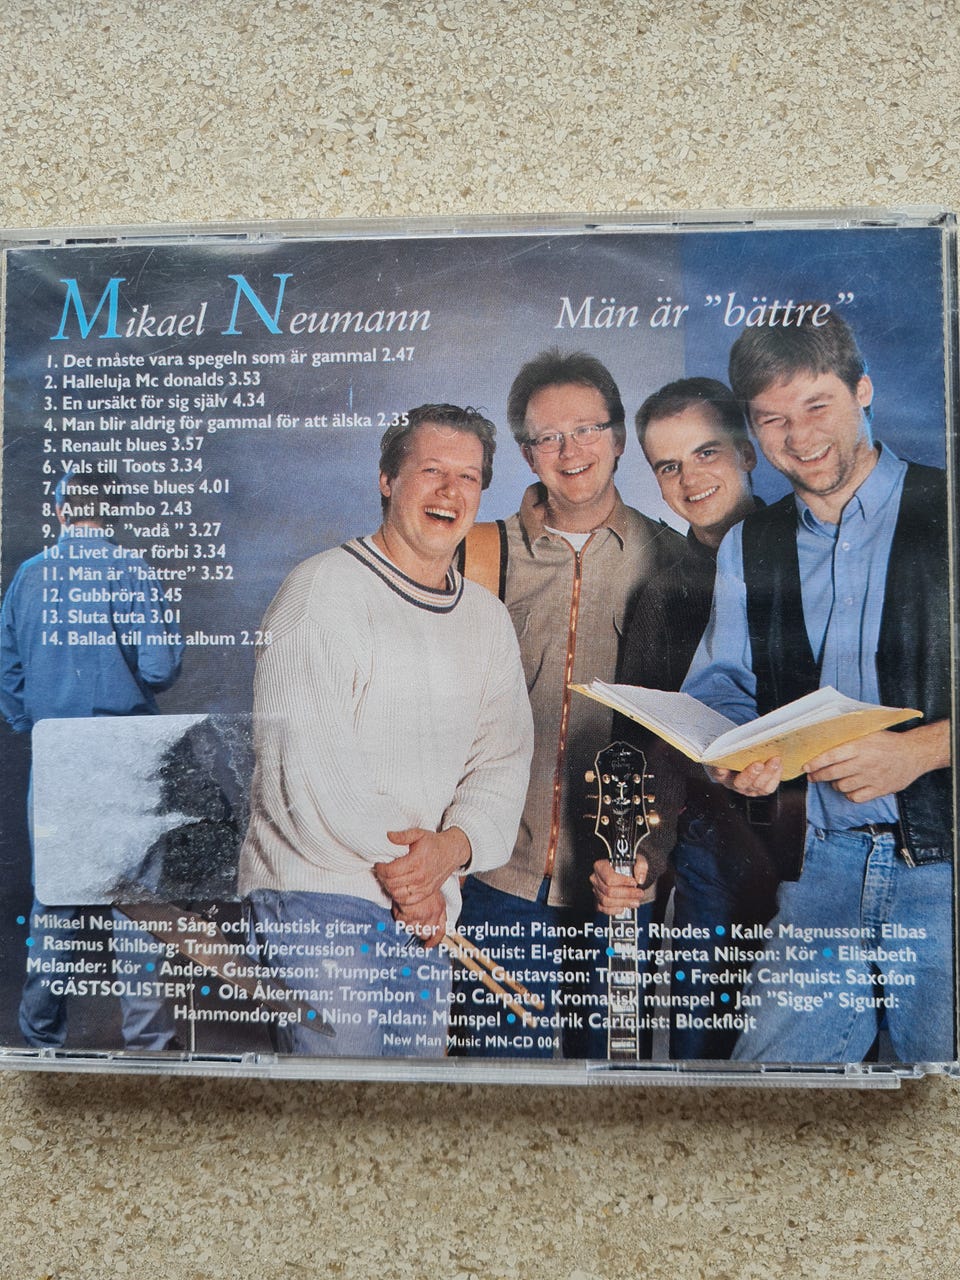 Mikael Neumann
Män är ”bättre”
1. Det måste vara spegeln som är gammal 2.47
2. Halleluja Mc donalds 3.53
3. En ursäkt för sig själv 4.34
4. Man blir aldrig för gammal för att älska 2.35
5. Renault blues 3.57
6. Vals till Toots 3.34
7. Imse vimse blues 4.01
8. Anti Rambo 2.43
9. Malmö ”vadå ” 3.27
10. Livet drar förbi 3.34
11. Män är ”bättre” 3.52
12. Gubbröra 3.45
13. Sluta tuta 3.01
14. Ballad till mitt album 2.28
• Mikael Neumann: Sång och akustisk gitarr • Peter Berglund: Piano-Fender Rhodes • Kalle Magnusson: Elbas
• Rasmus Kihlberg: Trummor/percussion • Krister Palmquist: El-gitarr • Margareta Nilsson: Kör • Elisabeth
Melander: Kör • Anders Gustavsson: Trumpet • Christer Gustavsson: Trumpet • Fredrik Carlquist: Saxofon
”GÄSTSOLISTER” • Ola Åkerman: Trombon • Leo Carpato: Kromatisk munspel • Jan ”Sigge” Sigurd:
Hammondorgel • Nino Paldan: Munspel • Fredrik Carlquist: Blockflöjt
New Man Music MN-CD 004